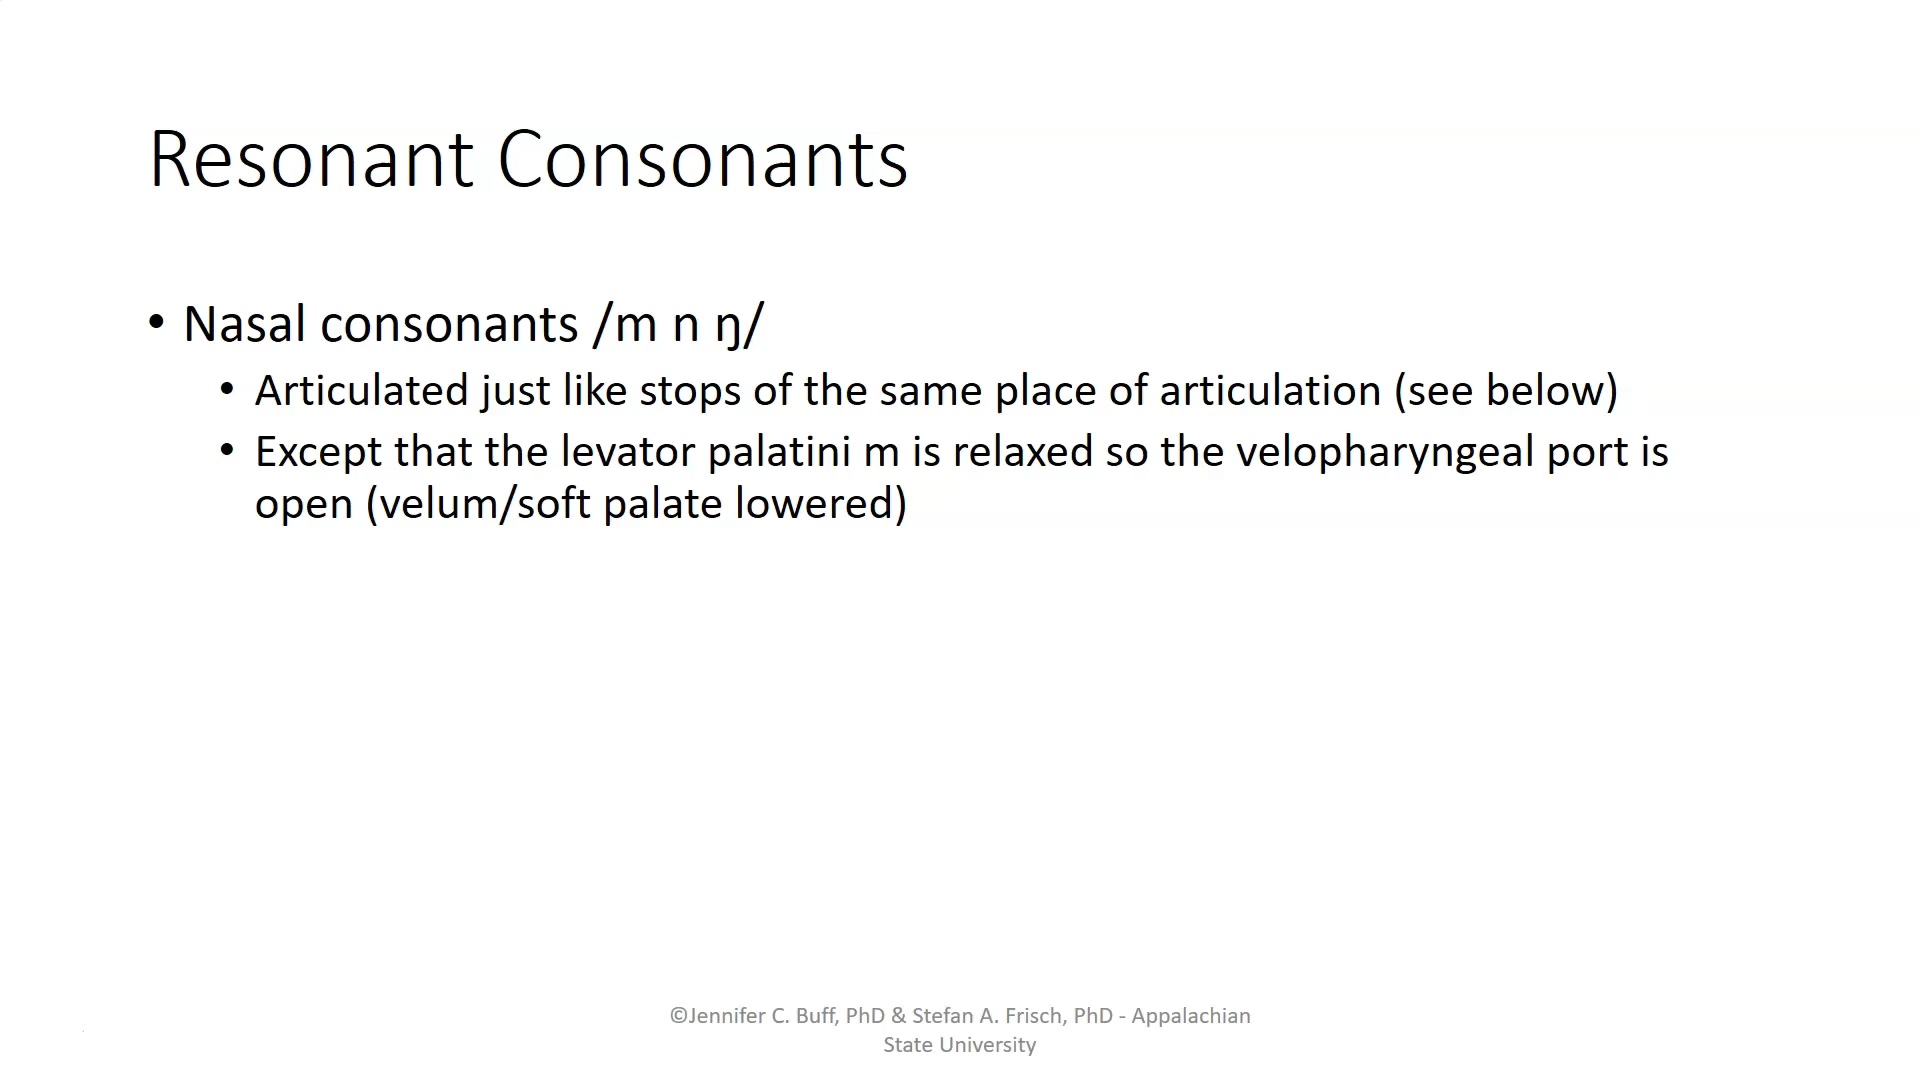 Resonant Consonants
• Nasal consonants /m n ŋ/
• Articulated just like stops of the same place of articulation (see below)
• Except that the levator palatini m is relaxed so the velopharyngeal port is
open (velum/soft palate lowered)
©Jennifer C. Buff, PhD & Stefan A. Frisch, PhD - Appalachian
State University